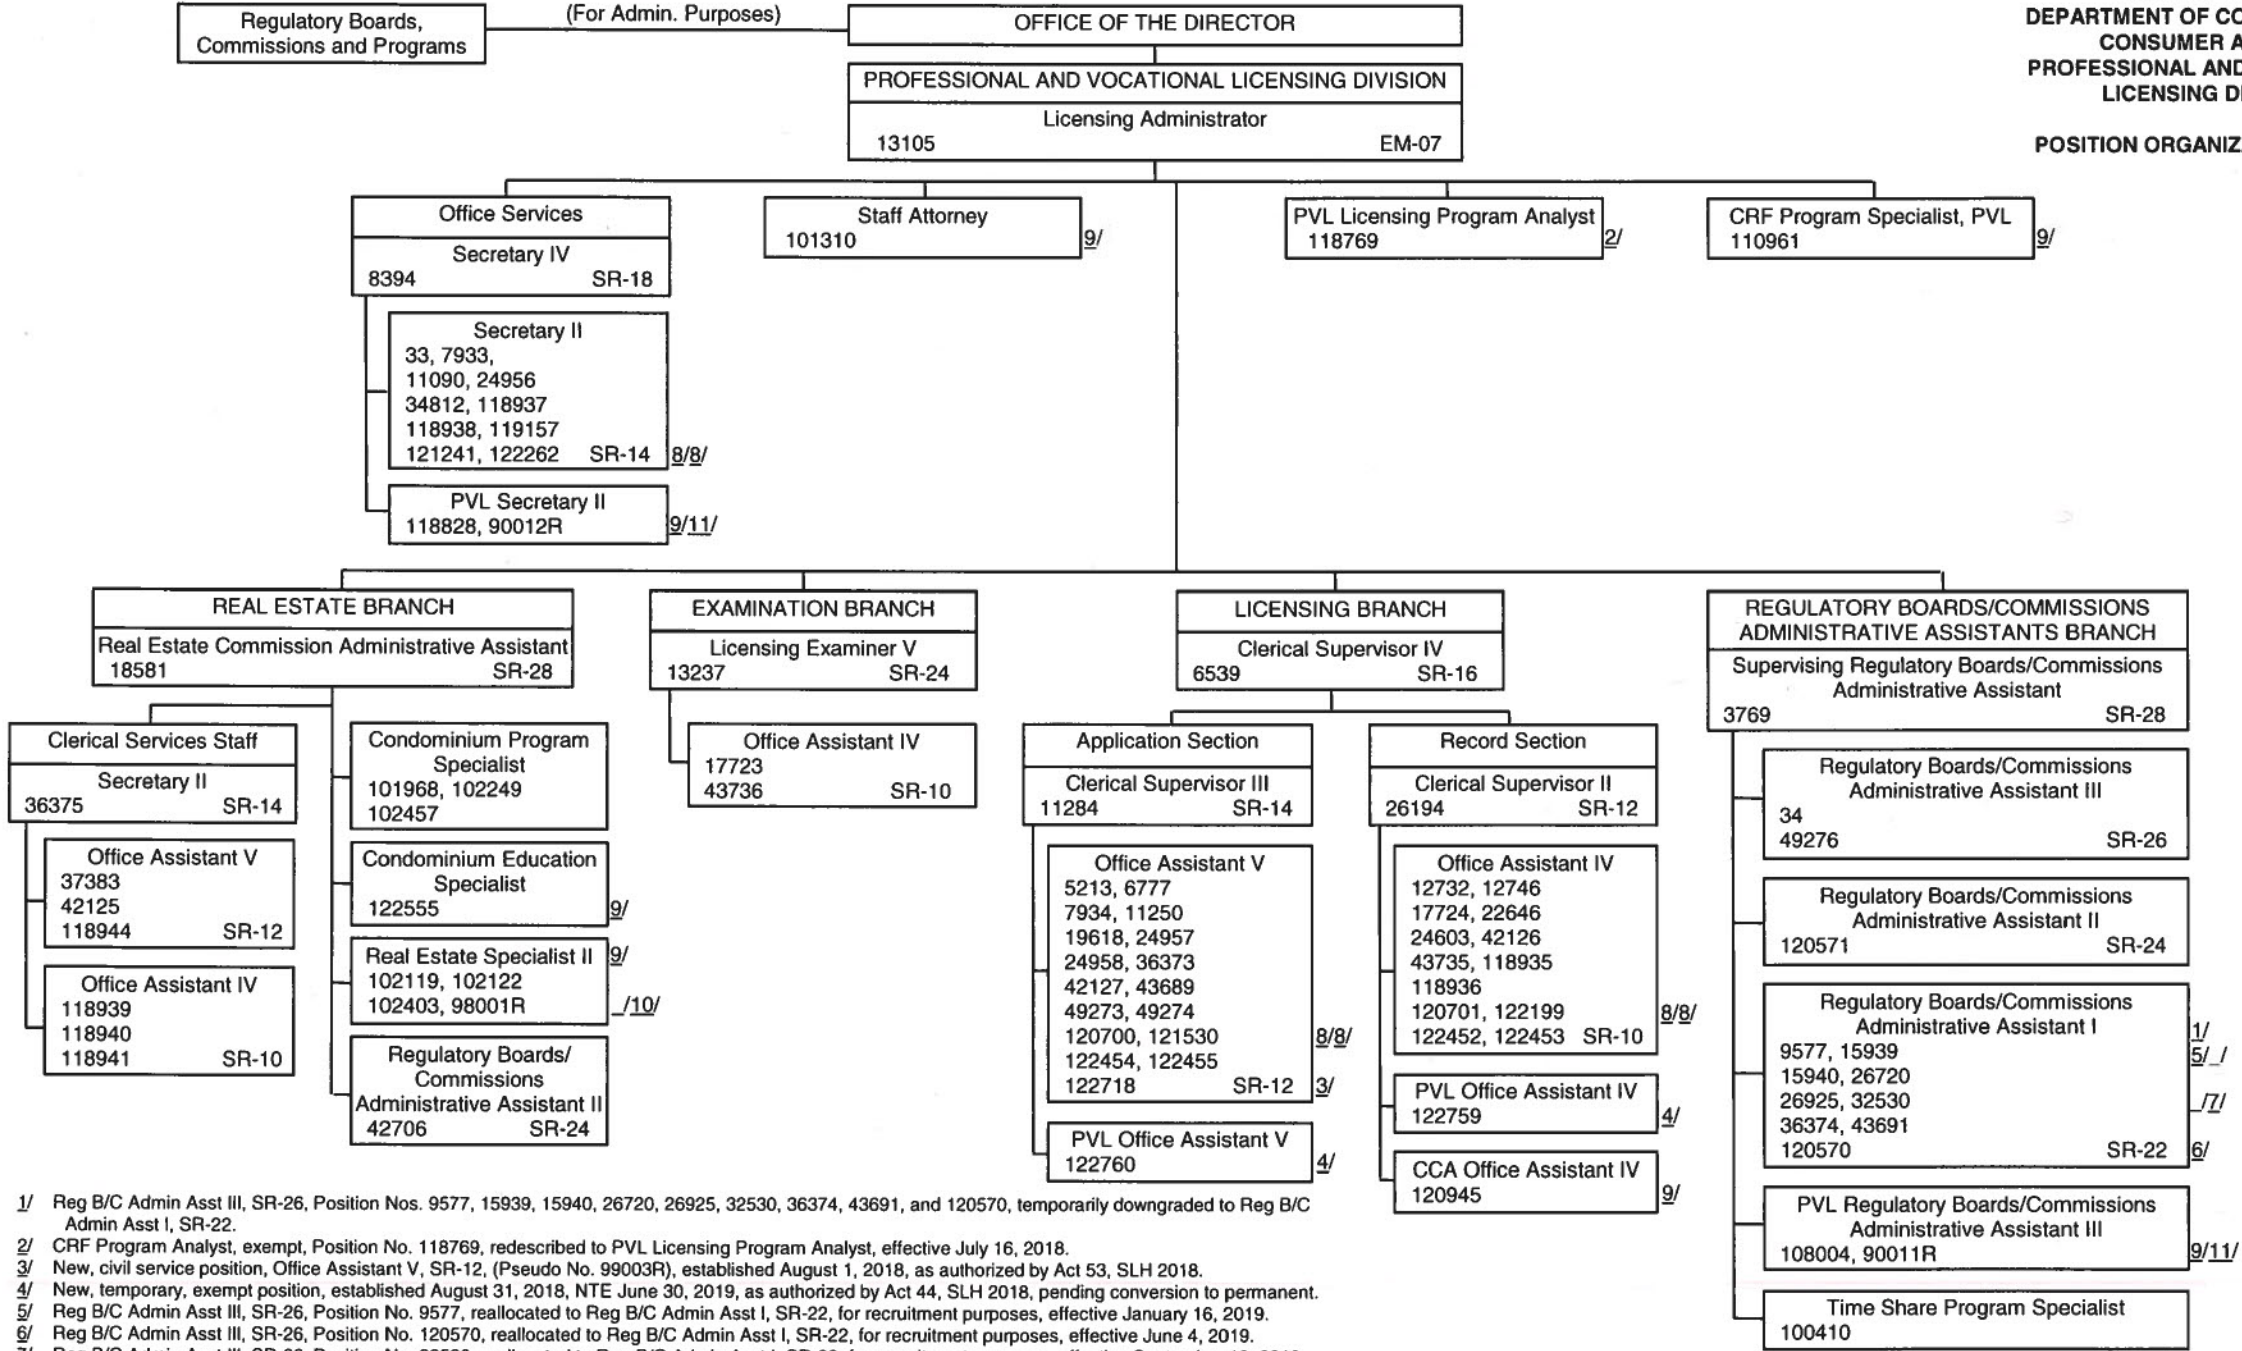 Regulatory Boards,
Commissions and Programs
(For Admin. Purposes)
OFFICE OF THE DIRECTOR
DEPARTMENT OF CO
CONSUMER A
PROFESSIONAL AND
LICENSING D
POSITION ORGANIZ
PROFESSIONAL AND VOCATIONAL LICENSING DIVISION
Licensing Administrator
13105 EM-07
Office Services
Secretary IV
8394 SR-18
Staff Attorney
101310 9/
PVL Licensing Program Analyst
118769 2/
CRF Program Specialist, PVL
110961 9/
Secretary II
33, 7933,
11090, 24956
34812, 118937
118938, 119157
121241, 122262 SR-14 8/8/
PVL Secretary II
118828, 90012R 9/11/
REAL ESTATE BRANCH
Real Estate Commission Administrative Assistant
18581 SR-28
Clerical Services Staff
Secretary II
36375 SR-14
Office Assistant V
37383
42125
118944 SR-12
Office Assistant IV
118939
118940
118941 SR-10
Condominium Program
Specialist
101968, 102249
102457
Condominium Education
Specialist
122555 9/
Real Estate Specialist II 9/
102119, 102122
102403, 98001R _/10/
Regulatory Boards/
Commissions
Administrative Assistant II
42706 SR-24
EXAMINATION BRANCH
Licensing Examiner V
13237 SR-24
Office Assistant IV
17723
43736 SR-10
LICENSING BRANCH
Clerical Supervisor IV
6539 SR-16
Application Section
Clerical Supervisor III
11284 SR-14
Office Assistant V
5213, 6777
7934, 11250
19618, 24957
24958, 36373
42127, 43689
49273, 49274
120700, 121530 8/8/
122454, 122455
122718 SR-12 3/
PVL Office Assistant V
122760 4/
Record Section
Clerical Supervisor II
26194 SR-12
Office Assistant IV
12732, 12746
17724, 22646
24603, 42126
43735, 118935
118936
120701, 122199 8/8/
122452, 122453 SR-10
PVL Office Assistant IV
122759 4/
CCA Office Assistant IV
120945 9/
REGULATORY BOARDS/COMMISSIONS
ADMINISTRATIVE ASSISTANTS BRANCH
Supervising Regulatory Boards/Commissions
Administrative Assistant
3769 SR-28
Regulatory Boards/Commissions
Administrative Assistant III
34
49276 SR-26
Regulatory Boards/Commissions
Administrative Assistant II
120571 SR-24
Regulatory Boards/Commissions
Administrative Assistant I 1/
9577, 15939 5/_/
15940, 26720
26925, 32530 _/7/
36374, 43691
120570 SR-22 6/
PVL Regulatory Boards/Commissions
Administrative Assistant III
108004, 90011R 9/11/
Time Share Program Specialist
100410
1/ Reg B/C Admin Asst III, SR-26, Position Nos. 9577, 15939, 15940, 26720, 26925, 32530, 36374, 43691, and 120570, temporarily downgraded to Reg B/C
Admin Asst I, SR-22.
2/ CRF Program Analyst, exempt, Position No. 118769, redescribed to PVL Licensing Program Analyst, effective July 16, 2018.
3/ New, civil service position, Office Assistant V, SR-12, (Pseudo No. 99003R), established August 1, 2018, as authorized by Act 53, SLH 2018.
4/ New, temporary, exempt position, established August 31, 2018, NTE June 30, 2019, as authorized by Act 44, SLH 2018, pending conversion to permanent.
5/ Reg B/C Admin Asst III, SR-26, Position No. 9577, reallocated to Reg B/C Admin Asst I, SR-22, for recruitment purposes, effective January 16, 2019.
6/ Reg B/C Admin Asst III, SR-26, Position No. 120570, reallocated to Reg B/C Admin Asst I, SR-22, for recruitment purposes, effective June 4, 2019.